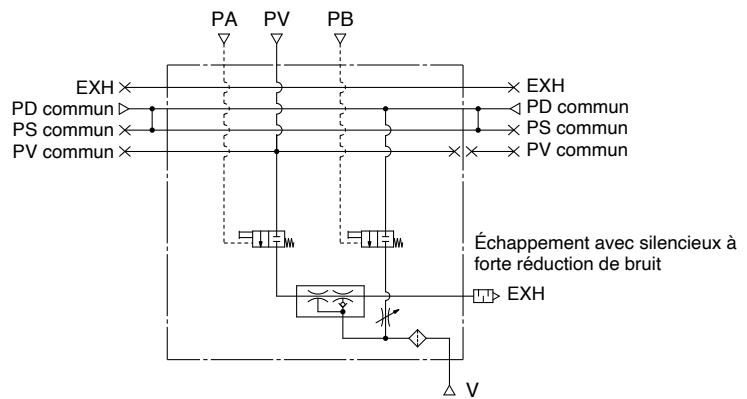 PA PV PB
EXH EXH
PD commun PD commun
PS commun PS commun
PV commun PV commun
Échappement avec silencieux à
forte réduction de bruit
EXH
V